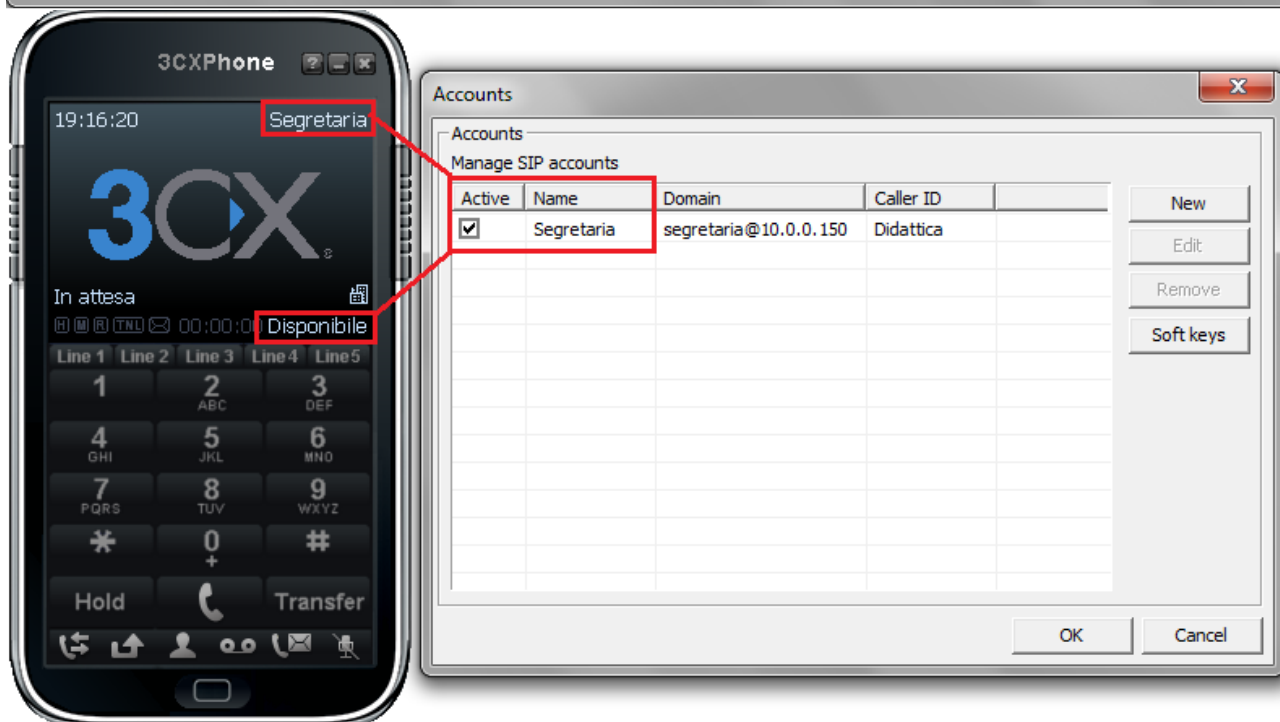 3CXPhone
19:16:20 Segretaria
3CX
In attesa
H M R TNL 00:00:00 Disponibile
Line 1 Line 2 Line 3 Line 4 Line 5
1 2 3
ABC DEF
4 5 6
GHI JKL MNO
7 8 9
PQRS TUV WXYZ
* 0 #
+
Hold Transfer
Accounts
Accounts
Manage SIP accounts
Active Name Domain Caller ID
Segretaria segretaria@10.0.0.150 Didattica
New
Edit
Remove
Soft keys
OK Cancel